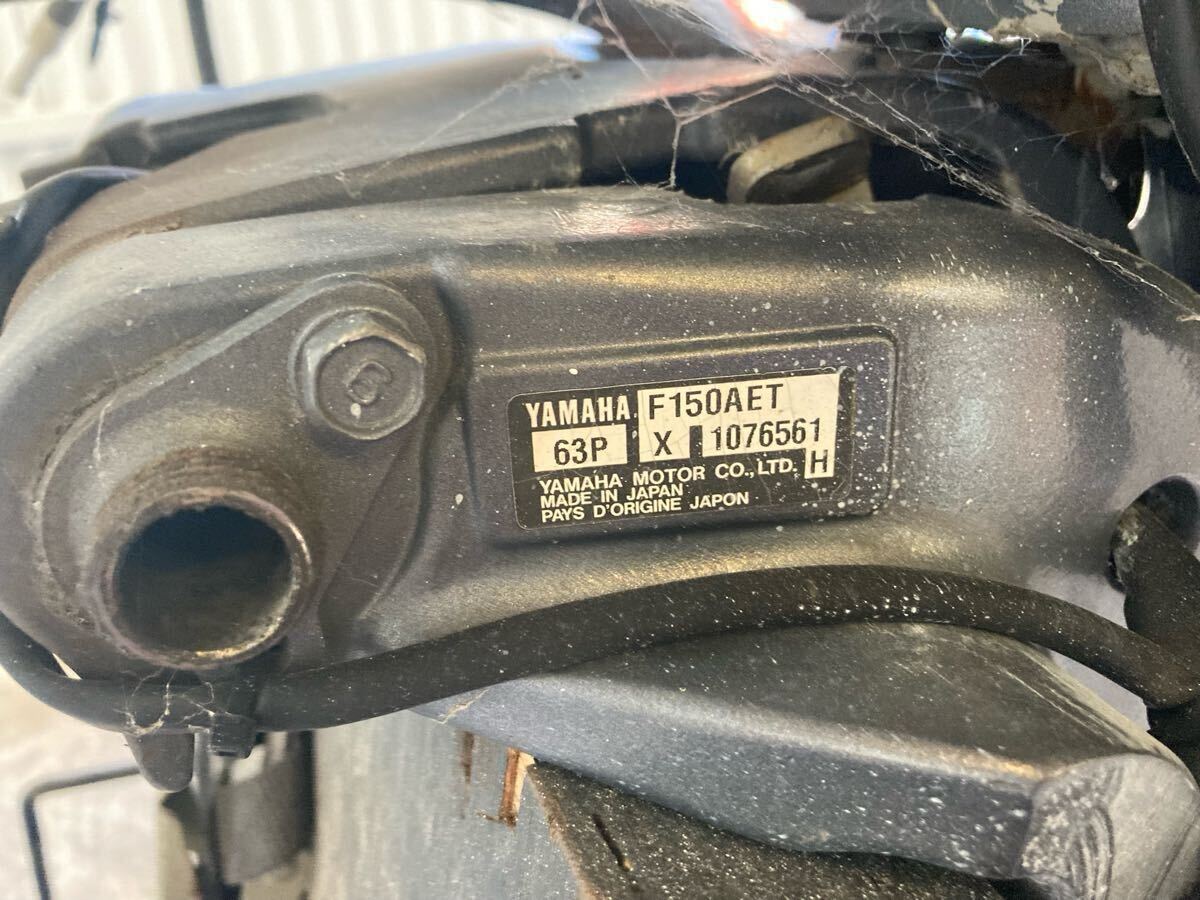 YAMAHA F150AET
63P X 1076561
YAMAHA MOTOR CO., LTD. H
MADE IN JAPAN
PAYS D'ORIGINE JAPON